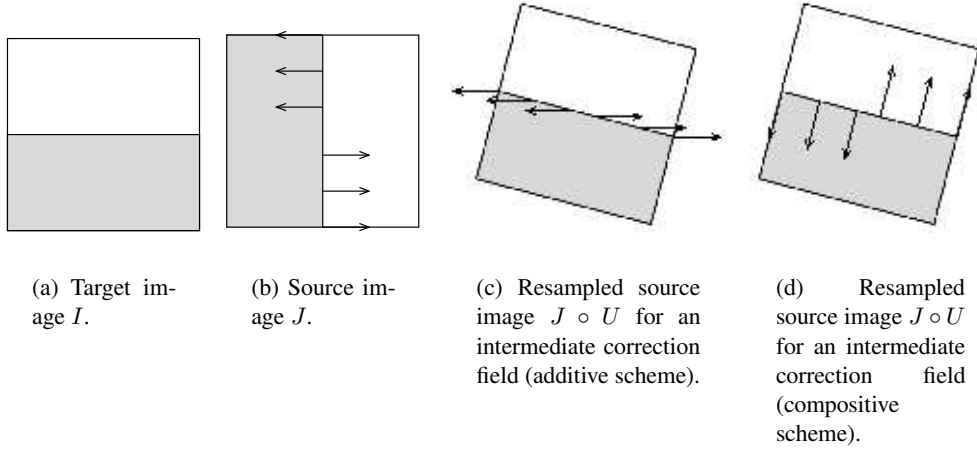 (a) Target im-
age I.
(b) Source im-
age J.
(c) Resampled source
image J ∘ U for an
intermediate correction
field (additive scheme).
(d) Resampled
source image J ∘ U
for an intermediate
correction field
(compositive
scheme).